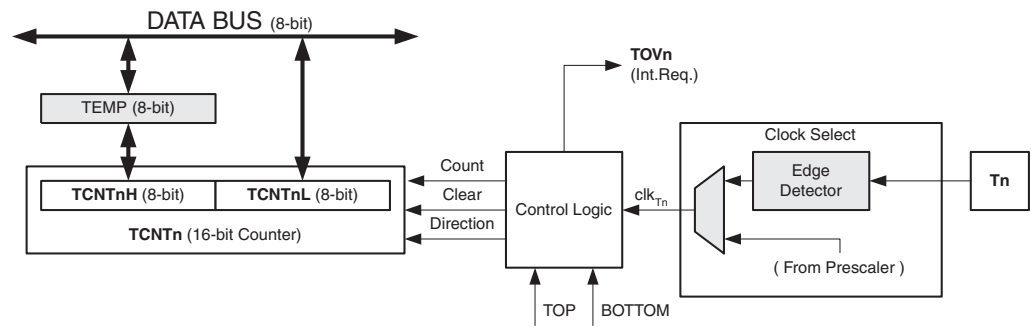 DATA BUS (8-bit)
TOVn
(Int.Req.)
TEMP (8-bit)
Clock Select
Count
Edge
Detector
Tn
TCNTnH (8-bit)
TCNTnL (8-bit)
Clear
Control Logic
clkTn
TCNTn (16-bit Counter)
Direction
( From Prescaler )
TOP
BOTTOM